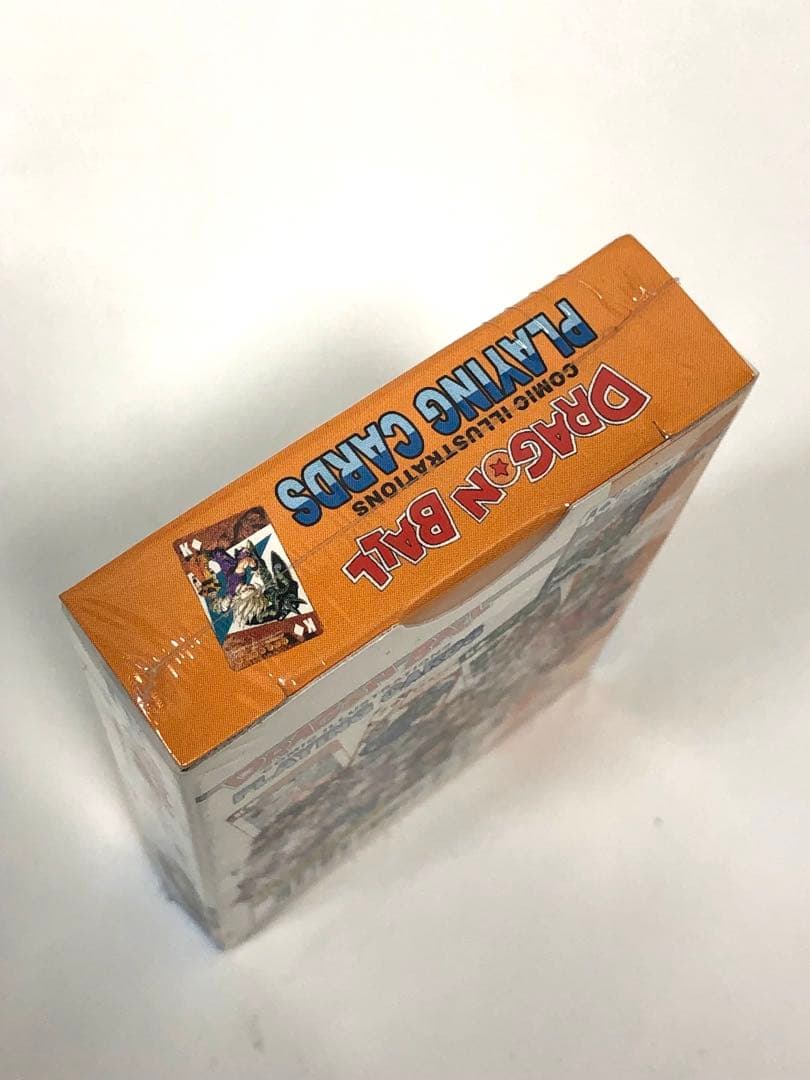 DRAGON BALL
COMIC ILLUSTRATIONS
PLAYING CARDS
K♦
K♦